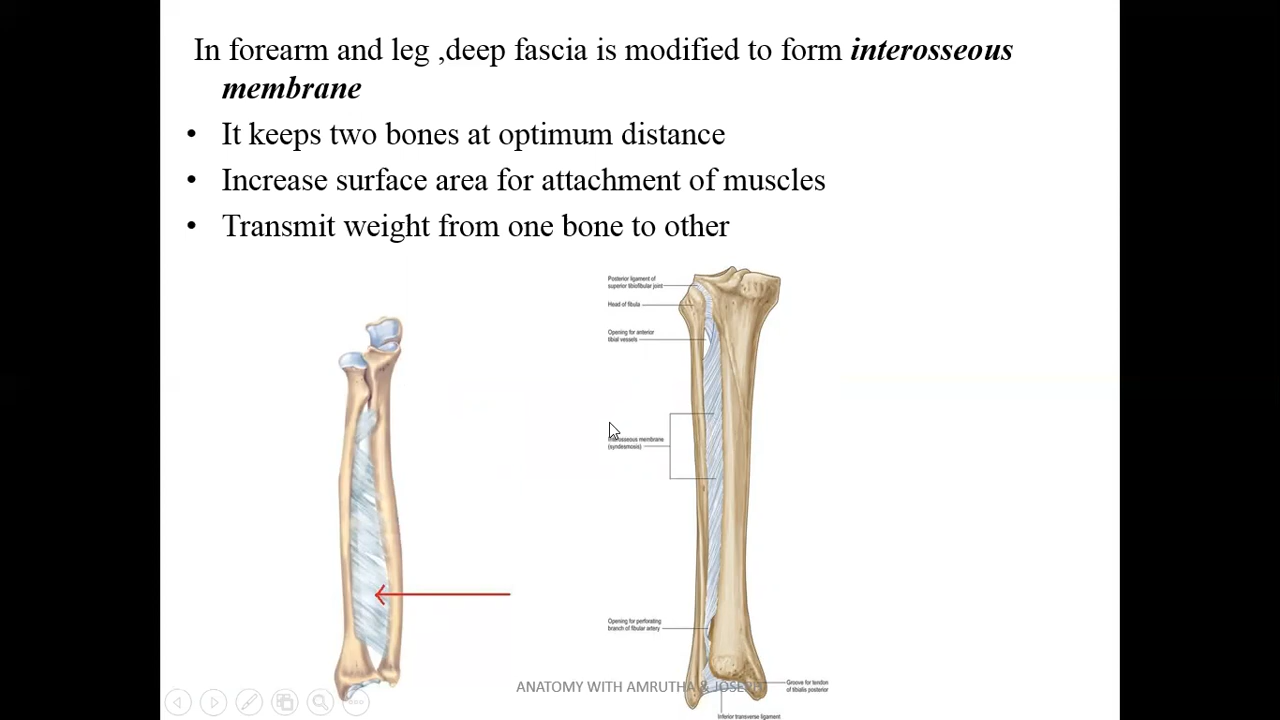 In forearm and leg ,deep fascia is modified to form interosseous
membrane
• It keeps two bones at optimum distance
• Increase surface area for attachment of muscles
• Transmit weight from one bone to other
Posterior ligament of
superior tibiofibular joint
Head of fibula
Opening for anterior
tibial vessels
Interosseous membrane
(syndesmosis)
Opening for perforating
branch of fibular artery
ANATOMY WITH AMRUTHA & JOSEPH
Groove for tendon
of tibialis posterior
Inferior transverse ligament